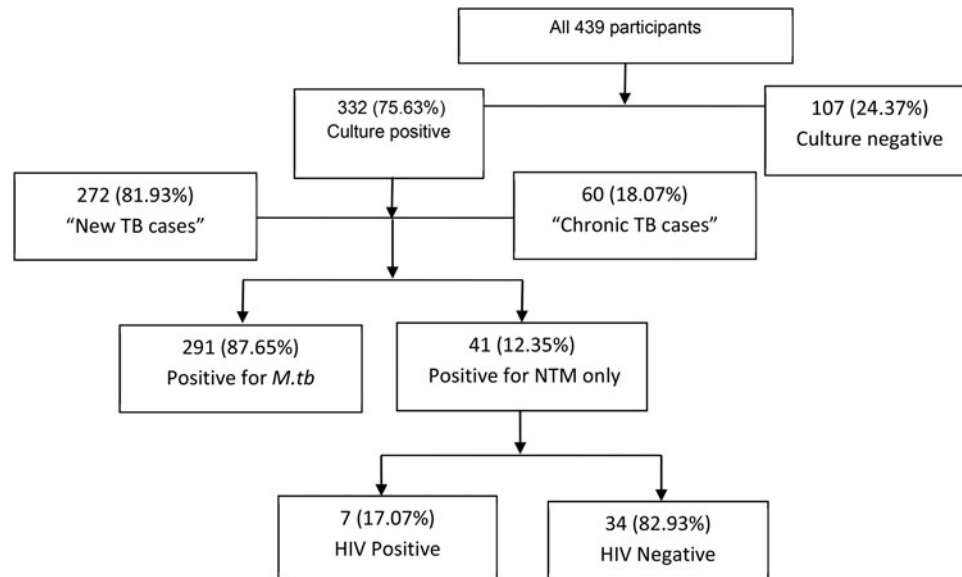 All 439 participants
332 (75.63%)
Culture positive
107 (24.37%)
Culture negative
272 (81.93%)
“New TB cases”
60 (18.07%)
“Chronic TB cases”
291 (87.65%)
Positive for M.tb
41 (12.35%)
Positive for NTM only
7 (17.07%)
HIV Positive
34 (82.93%)
HIV Negative